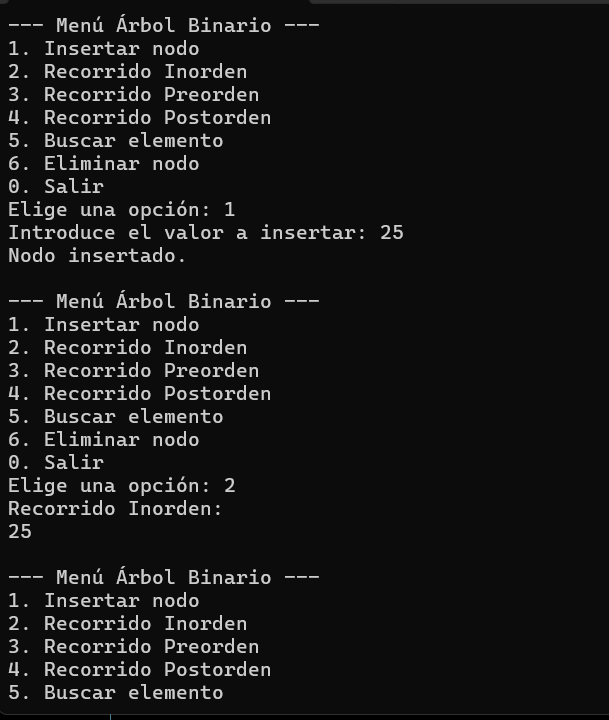 --- Menú Árbol Binario ---
1. Insertar nodo
2. Recorrido Inorden
3. Recorrido Preorden
4. Recorrido Postorden
5. Buscar elemento
6. Eliminar nodo
0. Salir
Elige una opción: 1
Introduce el valor a insertar: 25
Nodo insertado.

--- Menú Árbol Binario ---
1. Insertar nodo
2. Recorrido Inorden
3. Recorrido Preorden
4. Recorrido Postorden
5. Buscar elemento
6. Eliminar nodo
0. Salir
Elige una opción: 2
Recorrido Inorden:
25

--- Menú Árbol Binario ---
1. Insertar nodo
2. Recorrido Inorden
3. Recorrido Preorden
4. Recorrido Postorden
5. Buscar elemento